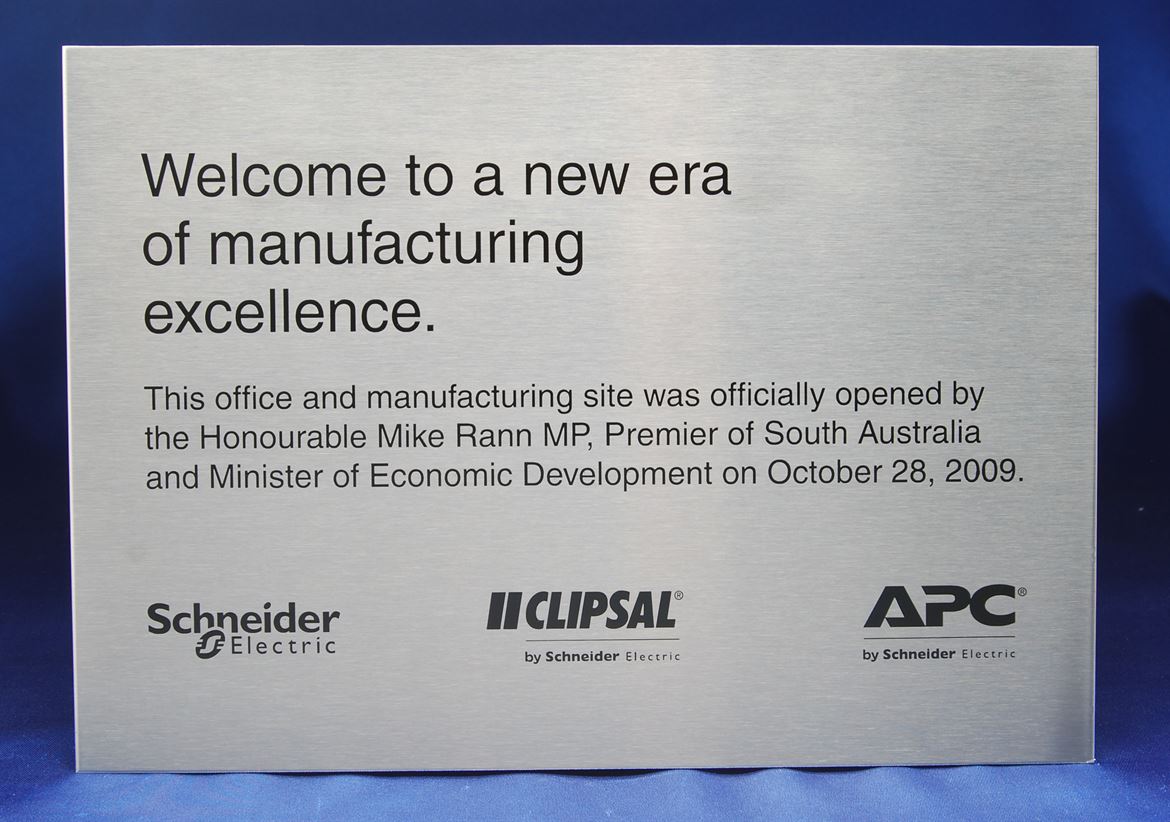 Welcome to a new era
of manufacturing
excellence.
This office and manufacturing site was officially opened by
the Honourable Mike Rann MP, Premier of South Australia
and Minister of Economic Development on October 28, 2009.
Schneider
Electric
CLIPSAL®
by Schneider Electric
APC®
by Schneider Electric